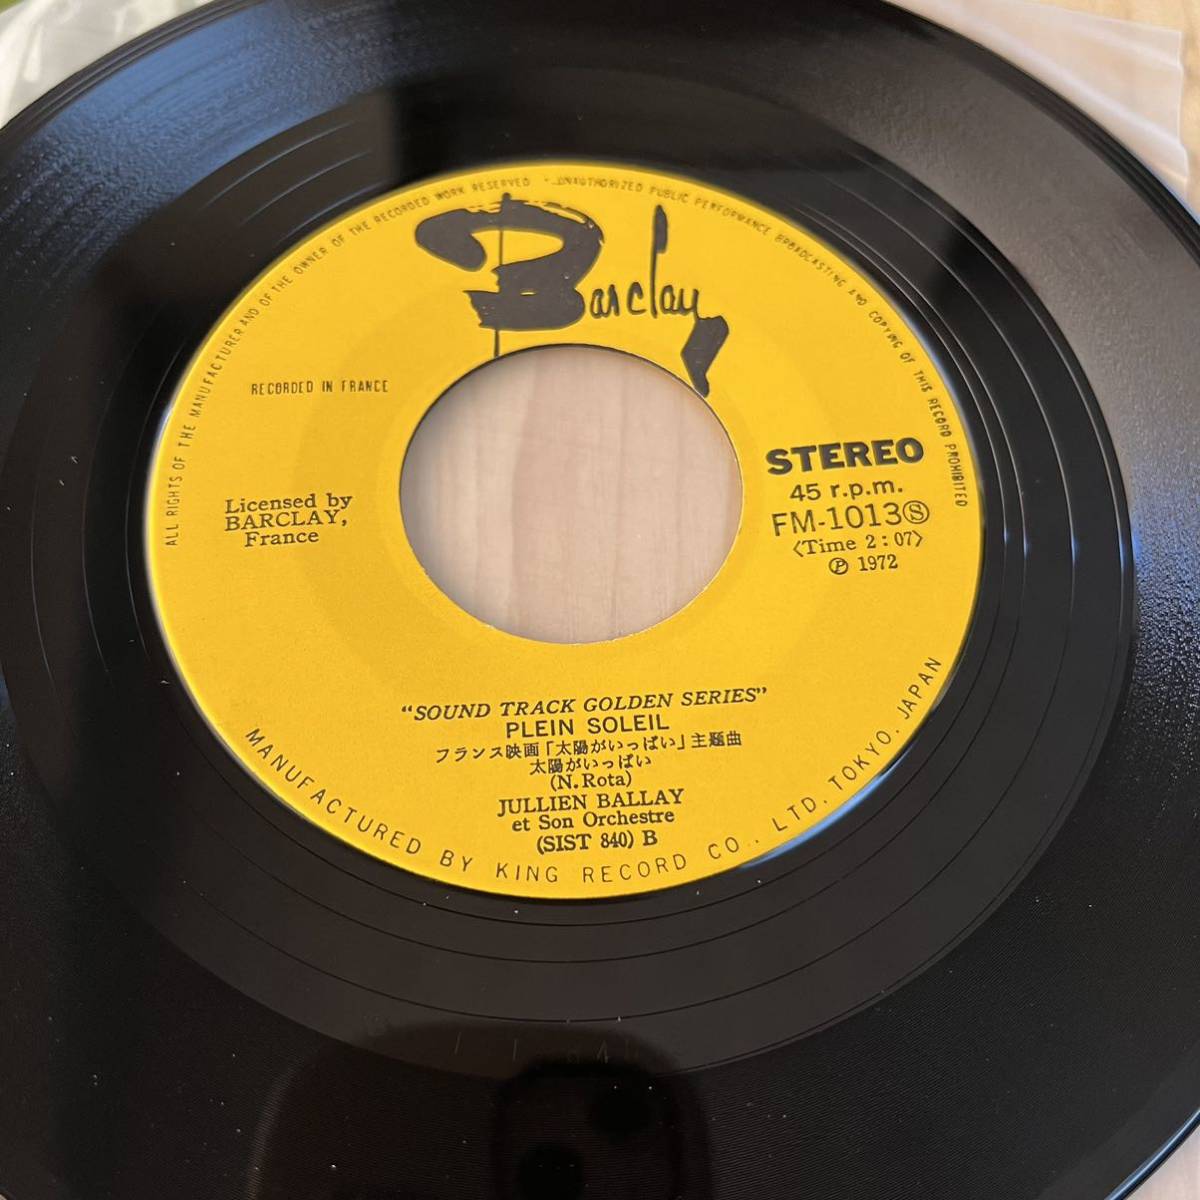 ALL RIGHTS OF THE MANUFACTURER AND OF THE OWNER OF THE RECORDED WORK RESERVED UNAUTHORIZED PUBLIC PERFORMANCE BROADCASTING AND COPYING OF THIS RECORD PROHIBITED
Barclay
RECORDED IN FRANCE
Licensed by
BARCLAY,
France
STEREO
45 r.p.m.
FM-1013Ⓢ
〈Time 2:07〉
Ⓟ 1972
“SOUND TRACK GOLDEN SERIES”
PLEIN SOLEIL
フランス映画「太陽がいっぱい」主題曲
太陽がいっぱい
(N. Rota)
JULLIEN BALLAY
et Son Orchestre
(SIST 840) B
MANUFACTURED BY KING RECORD CO., LTD. TOKYO. JAPAN